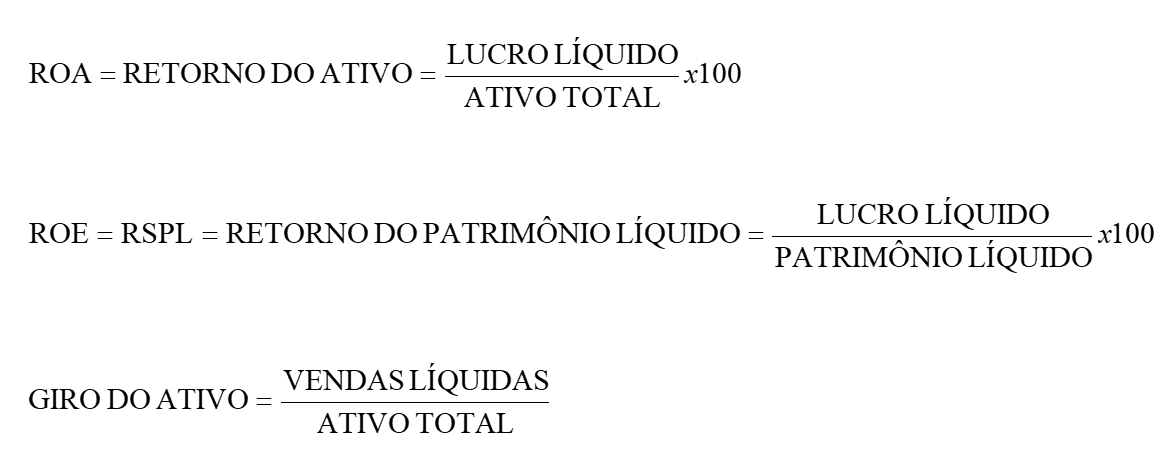 ROA = RETORNO DO ATIVO = LUCRO LÍQUIDO / ATIVO TOTAL x100
ROE = RSPL = RETORNO DO PATRIMÔNIO LÍQUIDO = LUCRO LÍQUIDO / PATRIMÔNIO LÍQUIDO x100
GIRO DO ATIVO = VENDAS LÍQUIDAS / ATIVO TOTAL